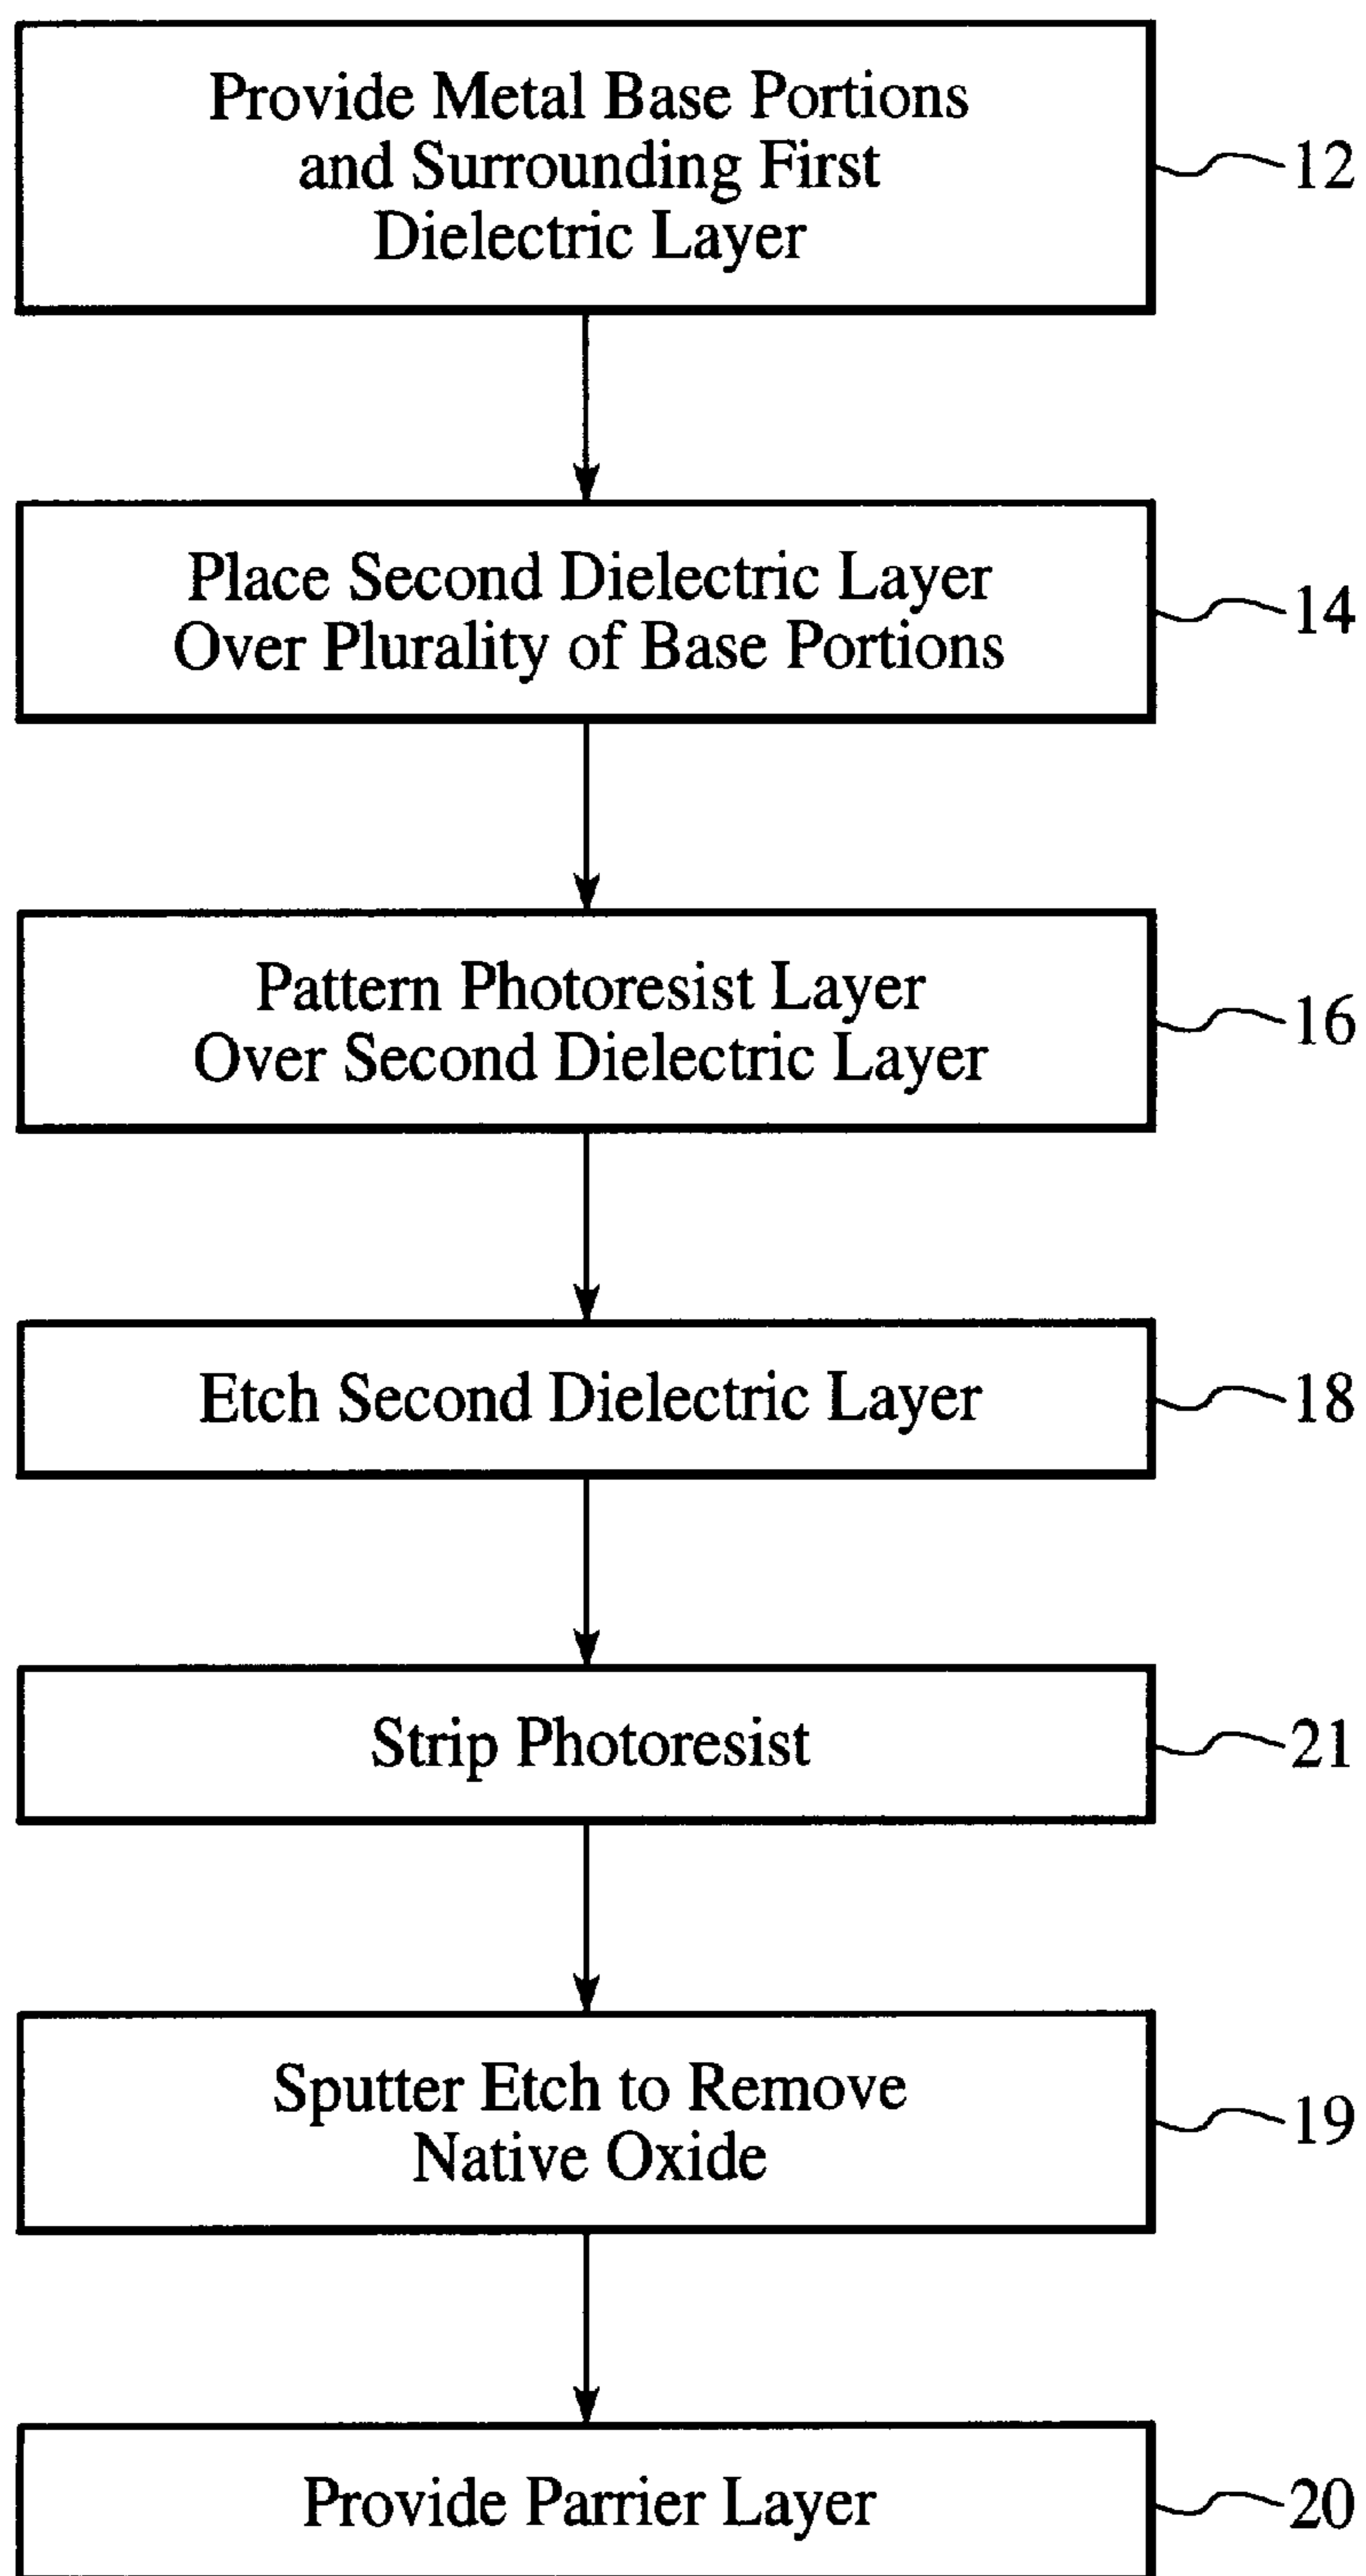 Provide Metal Base Portions
and Surrounding First
Dielectric Layer
12
Place Second Dielectric Layer
Over Plurality of Base Portions
14
Pattern Photoresist Layer
Over Second Dielectric Layer
16
Etch Second Dielectric Layer
18
Strip Photoresist
21
Sputter Etch to Remove
Native Oxide
19
Provide Parrier Layer
20